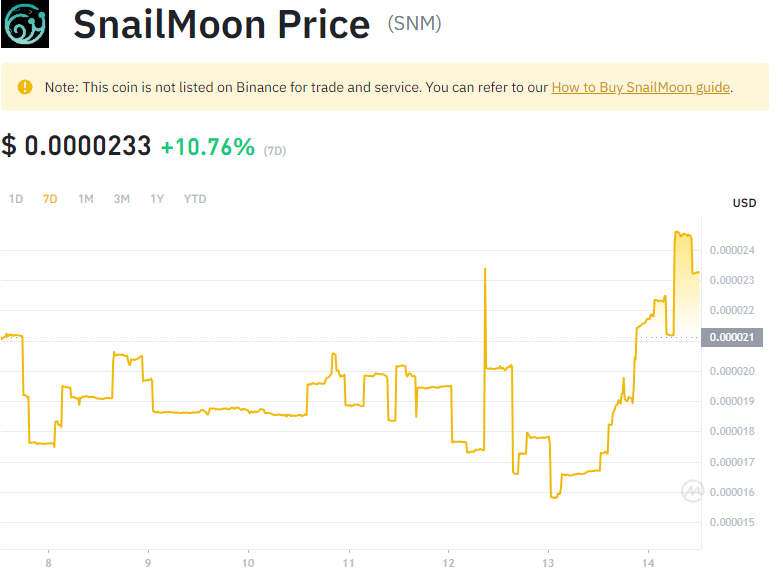 SnailMoon Price (SNM)
Note: This coin is not listed on Binance for trade and service. You can refer to our How to Buy SnailMoon guide.
$ 0.0000233 +10.76% (7D)
1D 7D 1M 3M 1Y YTD
USD
0.000024
0.000023
0.000022
0.000021
0.000020
0.000019
0.000018
0.000017
0.000016
0.000015
8 9 10 11 12 13 14